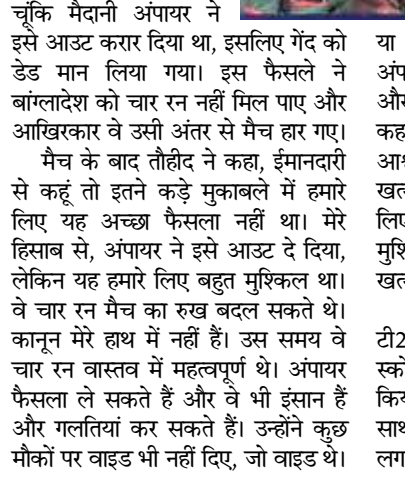 चूंकि मैदानी अंपायर ने
इसे आउट करार दिया था, इसलिए गेंद को
डेड मान लिया गया। इस फैसले ने
बांग्लादेश को चार रन नहीं मिल पाए और
आखिरकार वे उसी अंतर से मैच हार गए।
मैच के बाद तौहीद ने कहा, ईमानदारी
से कहूं तो इतने कड़े मुकाबले में हमारे
लिए यह अच्छा फैसला नहीं था। मेरे
हिसाब से, अंपायर ने इसे आउट दे दिया,
लेकिन यह हमारे लिए बहुत मुश्किल था।
वे चार रन मैच का रुख बदल सकते थे।
कानून मेरे हाथ में नहीं हैं। उस समय वे
चार रन वास्तव में महत्वपूर्ण थे। अंपायर
फैसला ले सकते हैं और वे भी इंसान हैं
और गलतियां कर सकते हैं। उन्होंने कुछ
मौकों पर वाइड भी नहीं दिए, जो वाइड थे।
या